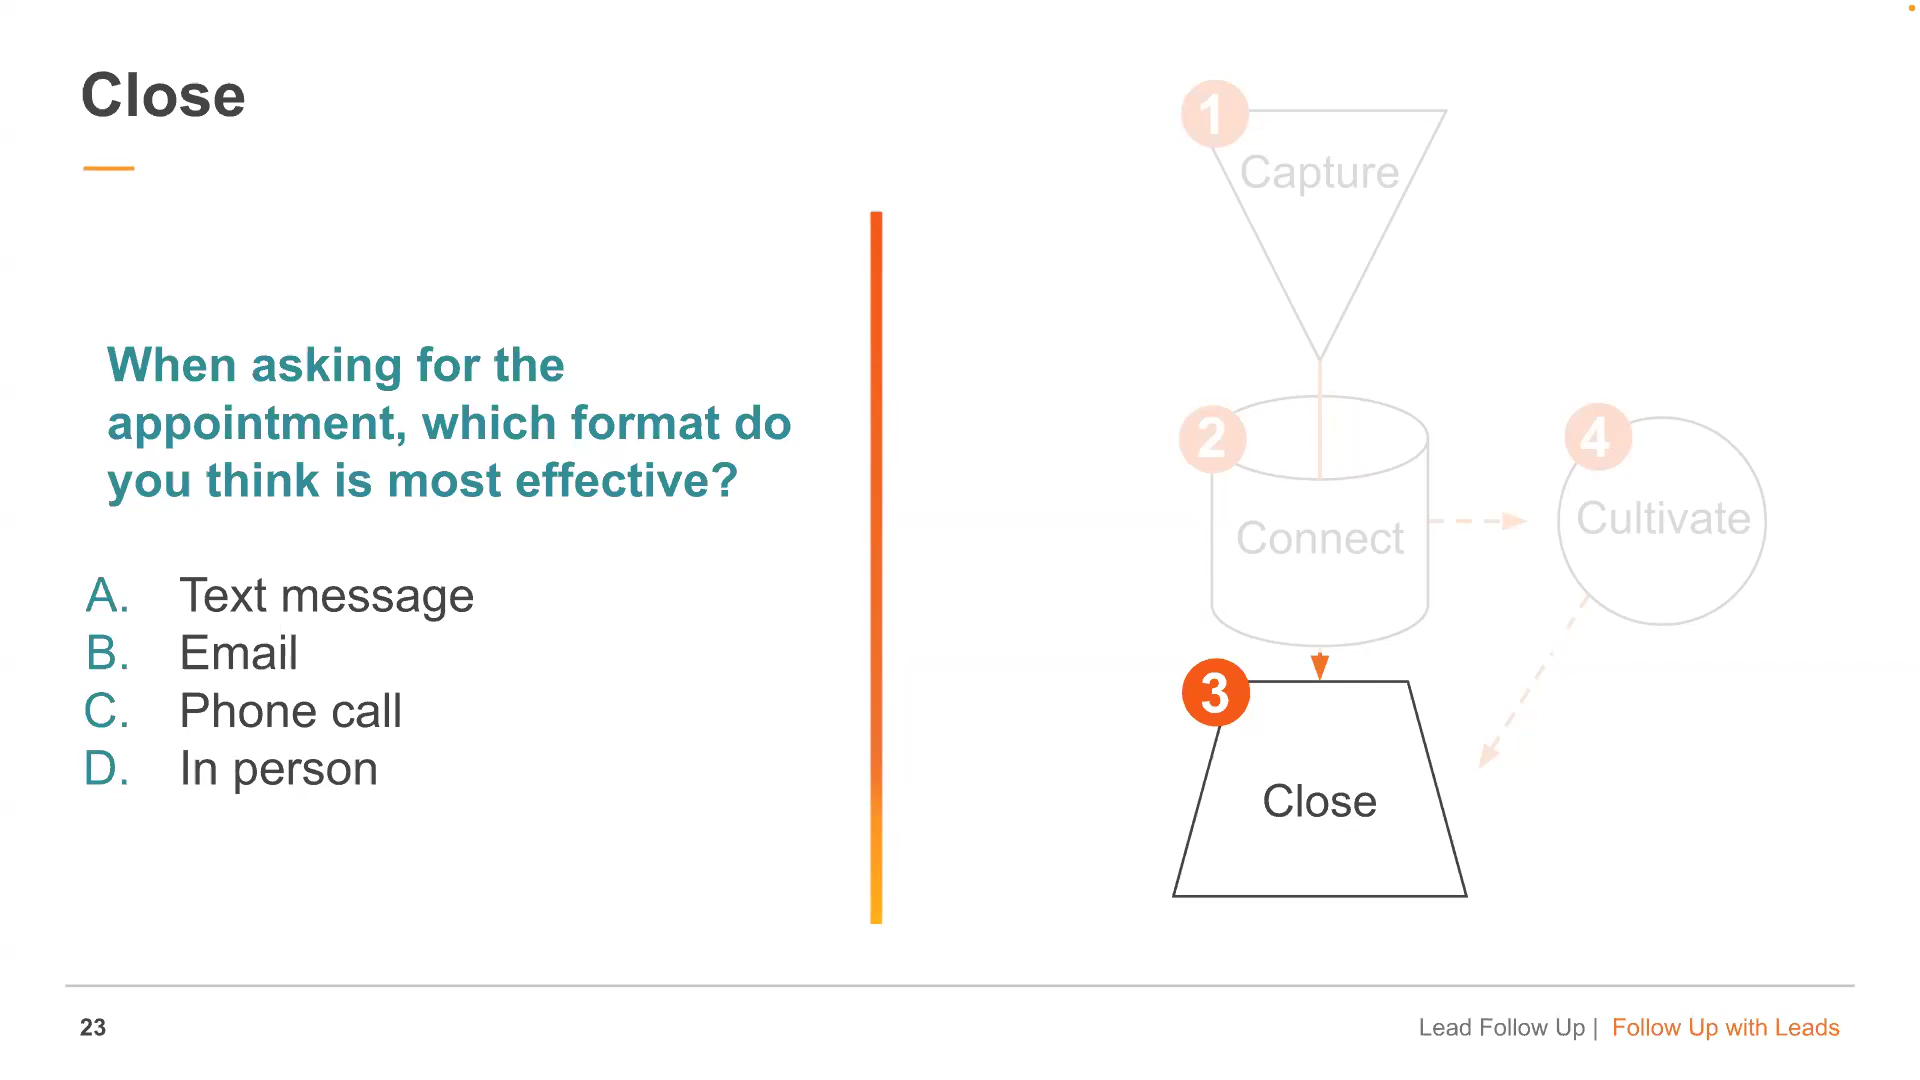 Close
When asking for the
appointment, which format do
you think is most effective?
A. Text message
B. Email
C. Phone call
D. In person
1
Capture
2
Connect
4
Cultivate
3
Close
23
Lead Follow Up | Follow Up with Leads